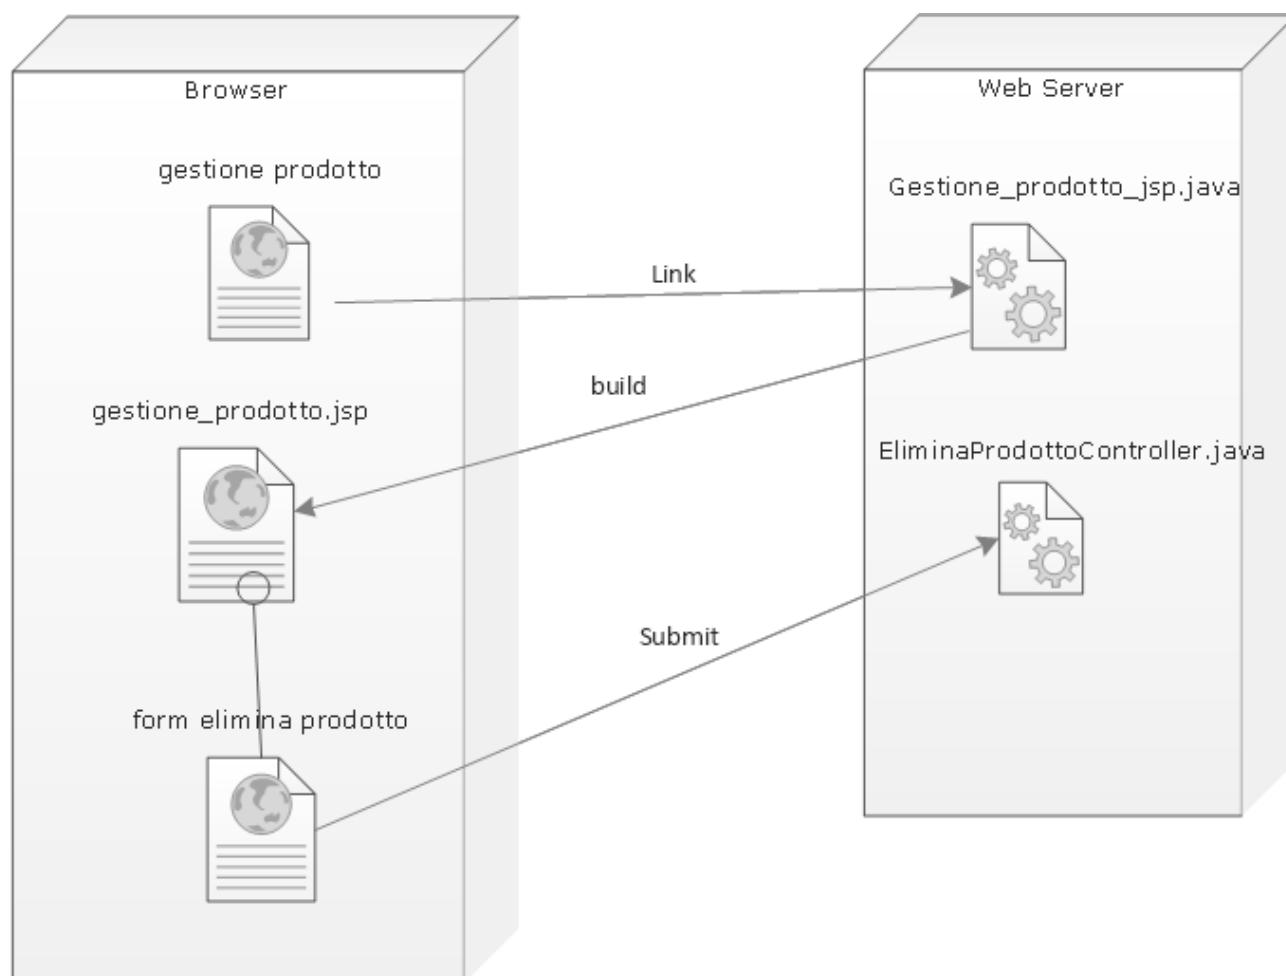 Browser
Web Server
gestione prodotto
Gestione_prodotto_jsp.java
Link
build
gestione_prodotto.jsp
EliminaProdottoController.java
Submit
form elimina prodotto